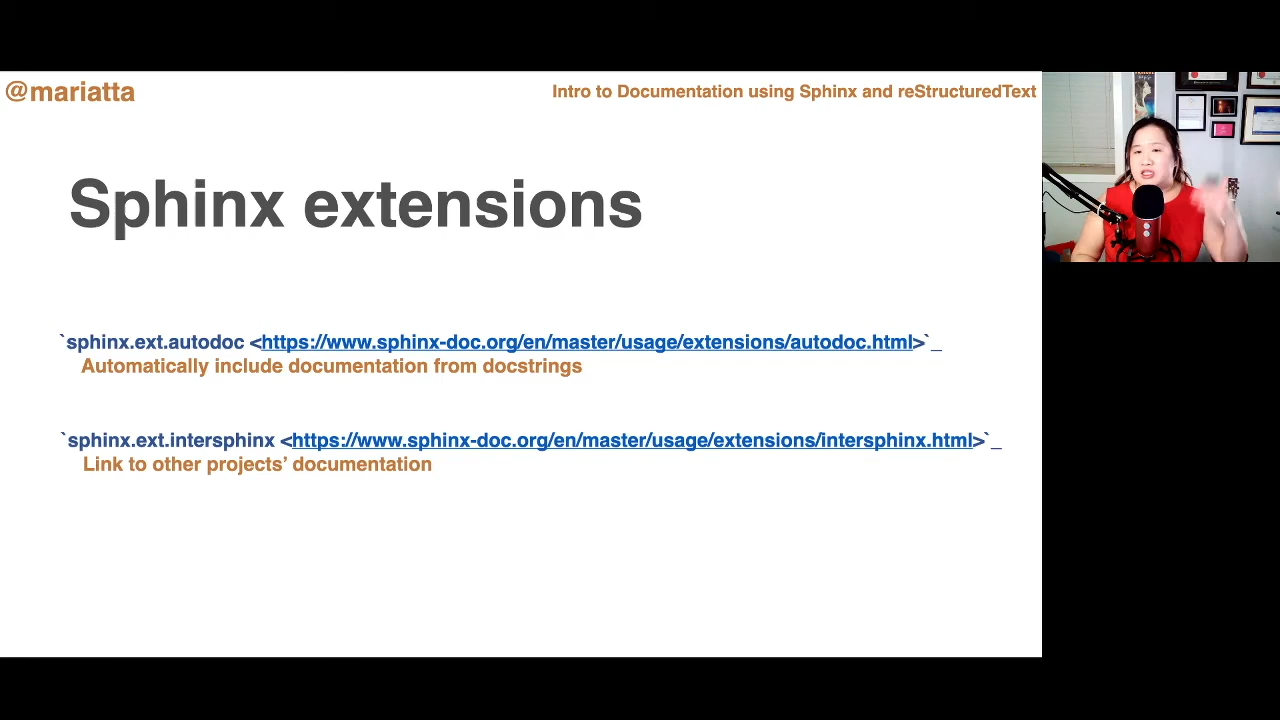 @mariatta
Intro to Documentation using Sphinx and reStructuredText
Sphinx extensions
`sphinx.ext.autodoc <https://www.sphinx-doc.org/en/master/usage/extensions/autodoc.html>`_
Automatically include documentation from docstrings
`sphinx.ext.intersphinx <https://www.sphinx-doc.org/en/master/usage/extensions/intersphinx.html>`_
Link to other projects’ documentation